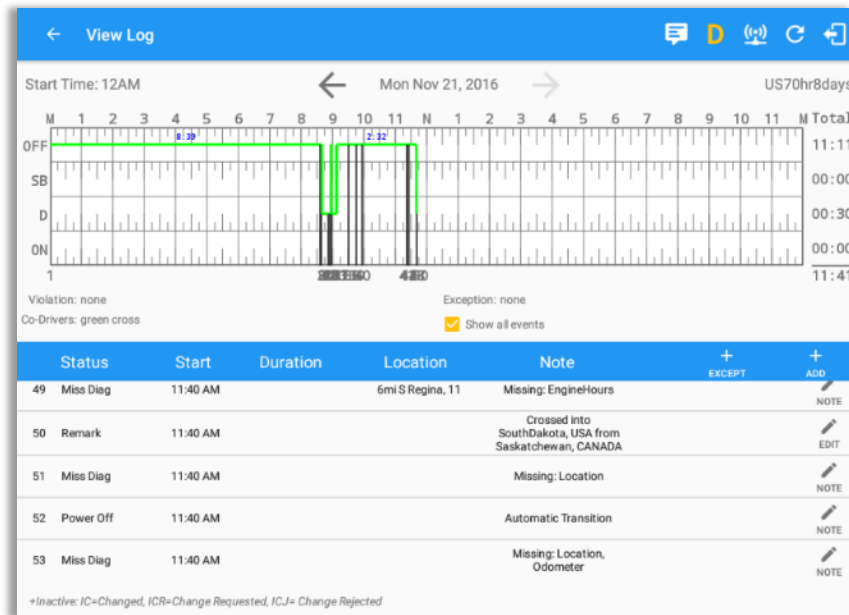 View Log
D
Start Time: 12AM
Mon Nov 21, 2016
US70hr8days
M 1 2 3 4 5 6 7 8 9 10 11 N 1 2 3 4 5 6 7 8 9 10 11 M Total
8:39
2:32
OFF 11:11
SB 00:00
D 00:30
ON 00:00
1
11:41
Violation: none
Exception: none
Co-Drivers: green cross
Show all events
Status Start Duration Location Note + EXCEPT + ADD
49 Miss Diag 11:40 AM 6mi S Regina, 11 Missing: EngineHours NOTE
50 Remark 11:40 AM Crossed into
SouthDakota, USA from
Saskatchewan, CANADA EDIT
51 Miss Diag 11:40 AM Missing: Location NOTE
52 Power Off 11:40 AM Automatic Transition NOTE
53 Miss Diag 11:40 AM Missing: Location,
Odometer NOTE
+Inactive: IC=Changed, ICR=Change Requested, ICJ= Change Rejected